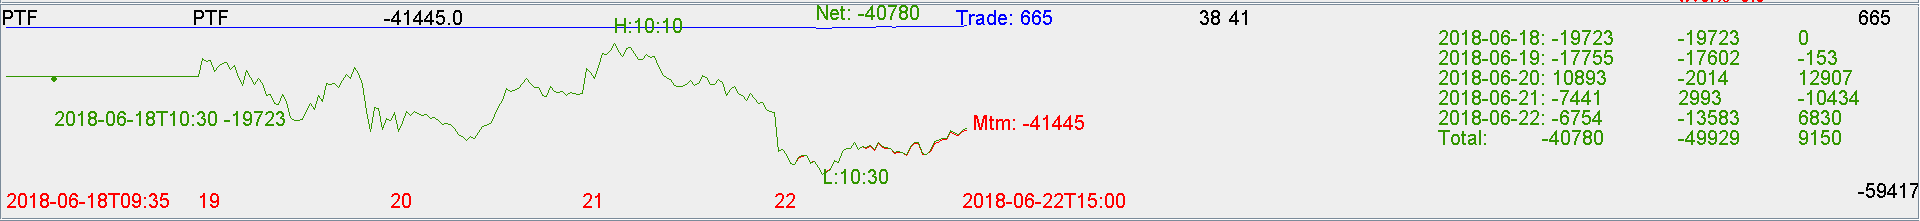 PTF PTF -41445.0 Net: -40780 Trade: 665 38 41 665
H:10:10
2018-06-18: -19723 -19723 0
2018-06-19: -17755 -17602 -153
2018-06-20: 10893 -2014 12907
2018-06-21: -7441 2993 -10434
2018-06-22: -6754 -13583 6830
Total: -40780 -49929 9150
2018-06-18T10:30 -19723
Mtm: -41445
L:10:30
-59417
2018-06-18T09:35 19 20 21 22 2018-06-22T15:00